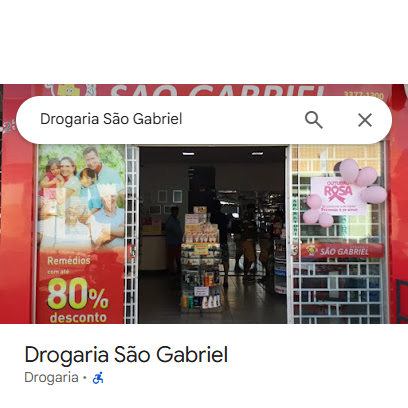 SÃO GABRIEL
3377-1300
Drogaria São Gabriel
OUTUBRO
ROSA
Remédios
com até
80%
desconto
SÃO GABRIEL
Drogaria São Gabriel
Drogaria ·